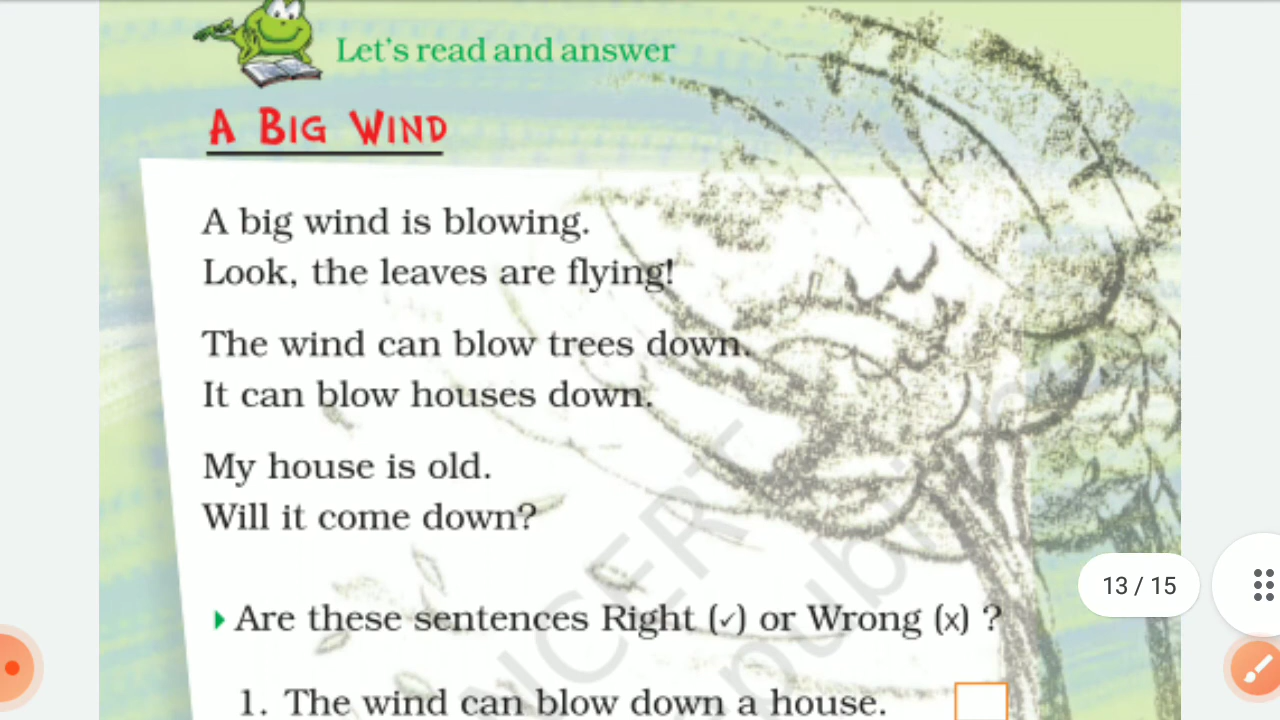 Let's read and answer
A BIG WIND
A big wind is blowing.
Look, the leaves are flying!
The wind can blow trees down.
It can blow houses down.
My house is old.
Will it come down?
Are these sentences Right (✓) or Wrong (x) ?
13 / 15
1. The wind can blow down a house.
NCERT